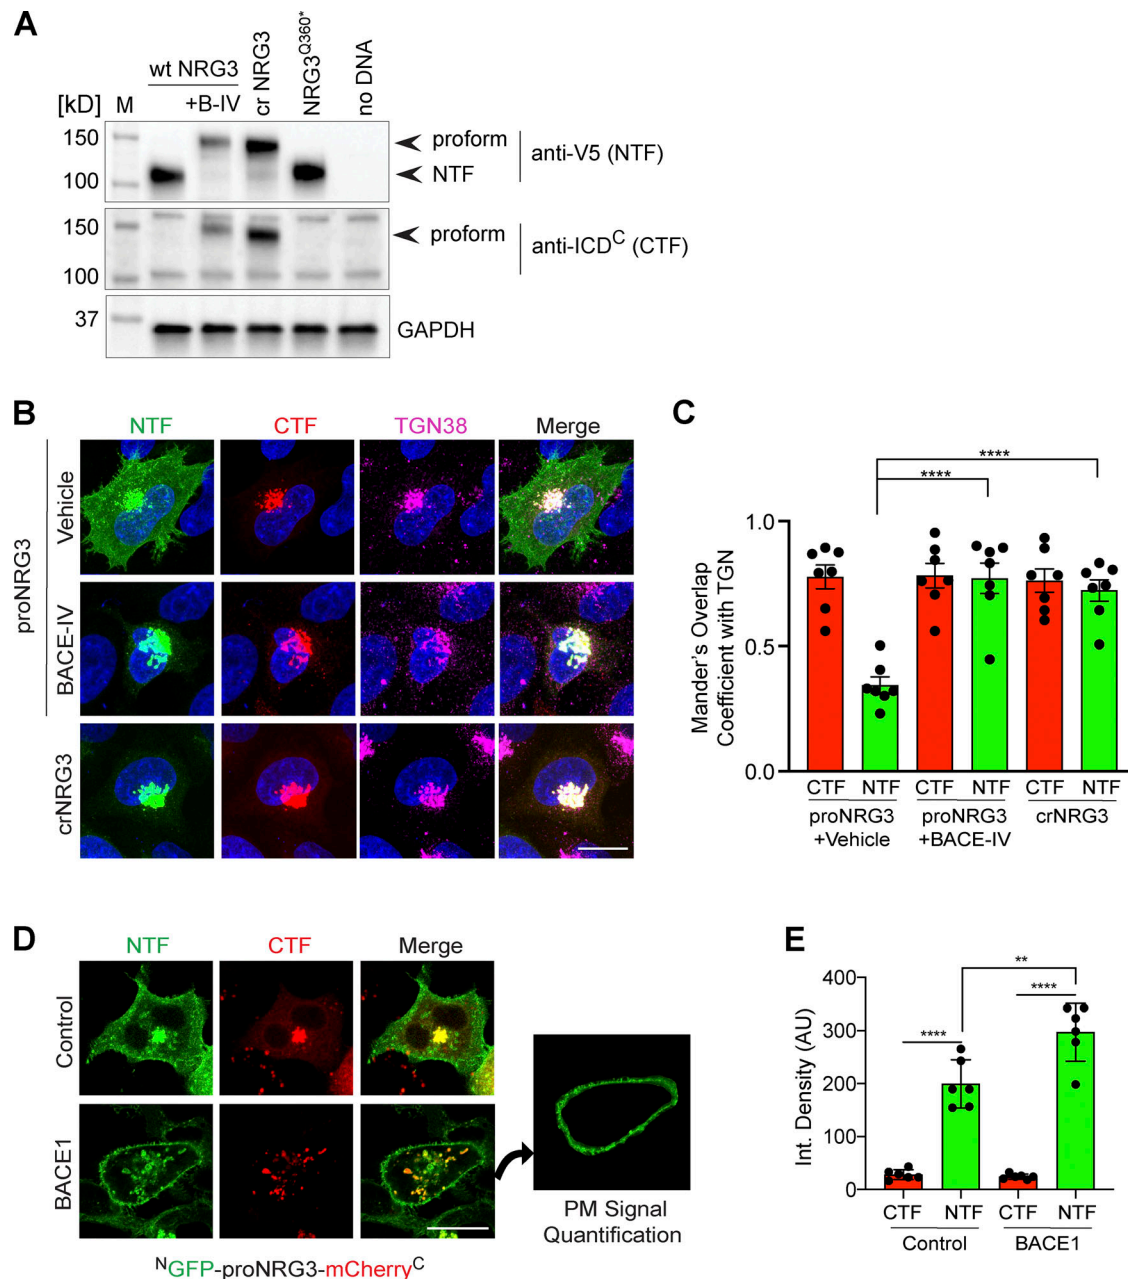 A
wt NRG3
+B-IV
cr NRG3
NRG3Q360*
no DNA
[kD] M
150
100
proform
NTF
anti-V5 (NTF)
150
100
proform
anti-ICDC (CTF)
37
GAPDH
B
NTF CTF TGN38 Merge
proNRG3
Vehicle
BACE-IV
crNRG3
C
Mander's Overlap
Coefficient with TGN
1.0
0.5
0.0
**** ****
CTF NTF CTF NTF CTF NTF
proNRG3
+Vehicle
proNRG3
+BACE-IV
crNRG3
D
NTF CTF Merge
Control
BACE1
PM Signal
Quantification
NGFP-proNRG3-mCherryC
E
Int. Density (AU)
400
300
200
100
0
**
****
****
CTF NTF CTF NTF
Control BACE1